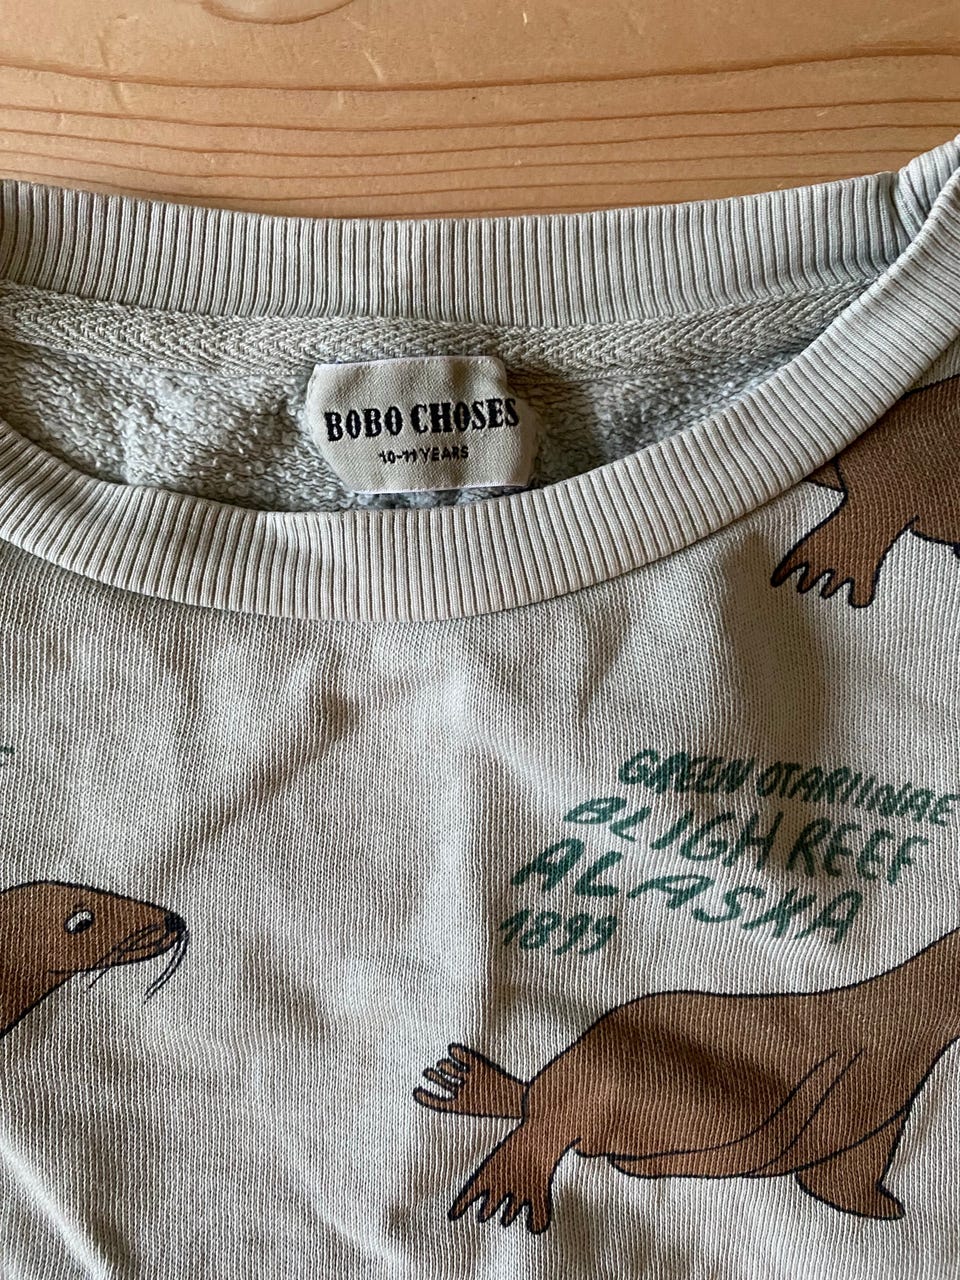 BOBO CHOSES
10-11 YEARS
GREEN OTARIINAE
BLIGH REEF
ALASKA
1899